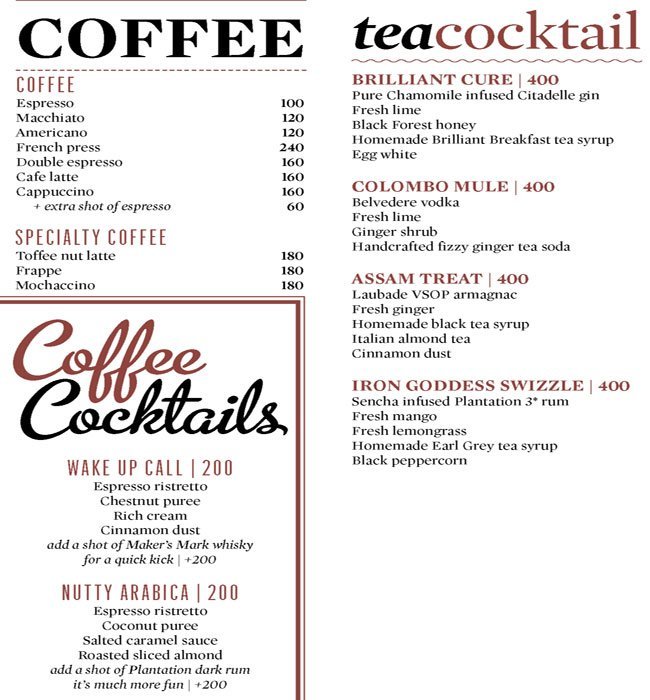 COFFEE
COFFEE
Espresso 100
Macchiato 120
Americano 120
French press 240
Double espresso 160
Cafe latte 160
Cappuccino 160
+ extra shot of espresso 60
SPECIALTY COFFEE
Toffee nut latte 180
Frappe 180
Mochaccino 180
Coffee
Cocktails
WAKE UP CALL | 200
Espresso ristretto
Chestnut puree
Rich cream
Cinnamon dust
add a shot of Maker's Mark whisky
for a quick kick | +200
NUTTY ARABICA | 200
Espresso ristretto
Coconut puree
Salted caramel sauce
Roasted sliced almond
add a shot of Plantation dark rum
it's much more fun | +200
teacocktail
BRILLIANT CURE | 400
Pure Chamomile infused Citadelle gin
Fresh lime
Black Forest honey
Homemade Brilliant Breakfast tea syrup
Egg white
COLOMBO MULE | 400
Belvedere vodka
Fresh lime
Ginger shrub
Handcrafted fizzy ginger tea soda
ASSAM TREAT | 400
Laubade VSOP armagnac
Fresh ginger
Homemade black tea syrup
Italian almond tea
Cinnamon dust
IRON GODDESS SWIZZLE | 400
Sencha infused Plantation 3* rum
Fresh mango
Fresh lemongrass
Homemade Earl Grey tea syrup
Black peppercorn